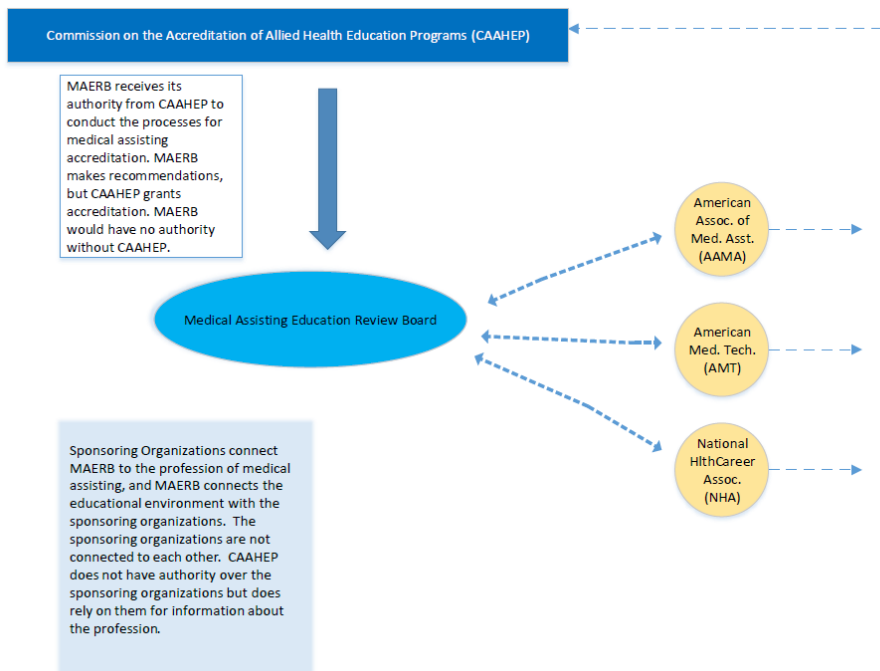 Commission on the Accreditation of Allied Health Education Programs (CAAHEP)
MAERB receives its
authority from CAAHEP to
conduct the processes for
medical assisting
accreditation. MAERB
makes recommendations,
but CAAHEP grants
accreditation. MAERB
would have no authority
without CAAHEP.
American
Assoc. of
Med. Asst.
(AAMA)
Medical Assisting Education Review Board
American
Med. Tech.
(AMT)
National
HlthCareer
Assoc.
(NHA)
Sponsoring Organizations connect
MAERB to the profession of medical
assisting, and MAERB connects the
educational environment with the
sponsoring organizations.  The
sponsoring organizations are not
connected to each other.  CAAHEP
does not have authority over the
sponsoring organizations but does
rely on them for information about
the profession.